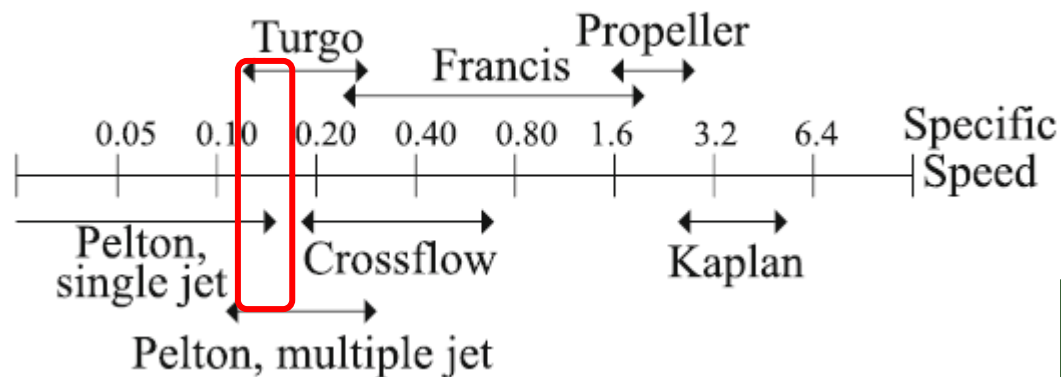 Propeller
Turgo
Francis
0.05 0.10 0.20 0.40 0.80 1.6 3.2 6.4 Specific
Speed
Pelton,
single jet
Crossflow
Kaplan
Pelton, multiple jet